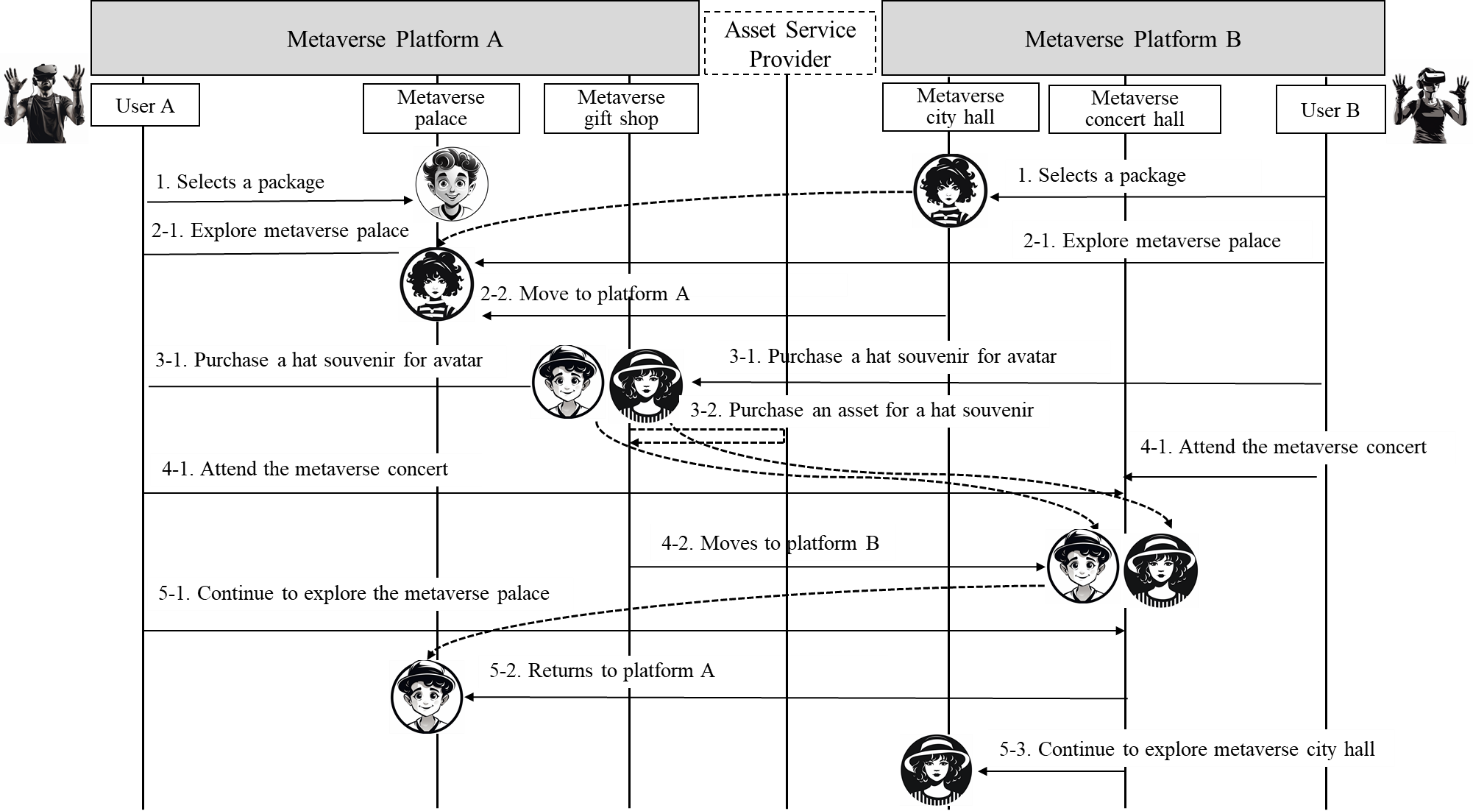 Metaverse Platform A
Asset Service
Provider
Metaverse Platform B
User A
Metaverse
palace
Metaverse
gift shop
Metaverse
city hall
Metaverse
concert hall
User B
1. Selects a package
1. Selects a package
2-1. Explore metaverse palace
2-1. Explore metaverse palace
2-2. Move to platform A
3-1. Purchase a hat souvenir for avatar
3-1. Purchase a hat souvenir for avatar
3-2. Purchase an asset for a hat souvenir
4-1. Attend the metaverse concert
4-1. Attend the metaverse concert
4-2. Moves to platform B
5-1. Continue to explore the metaverse palace
5-2. Returns to platform A
5-3. Continue to explore metaverse city hall